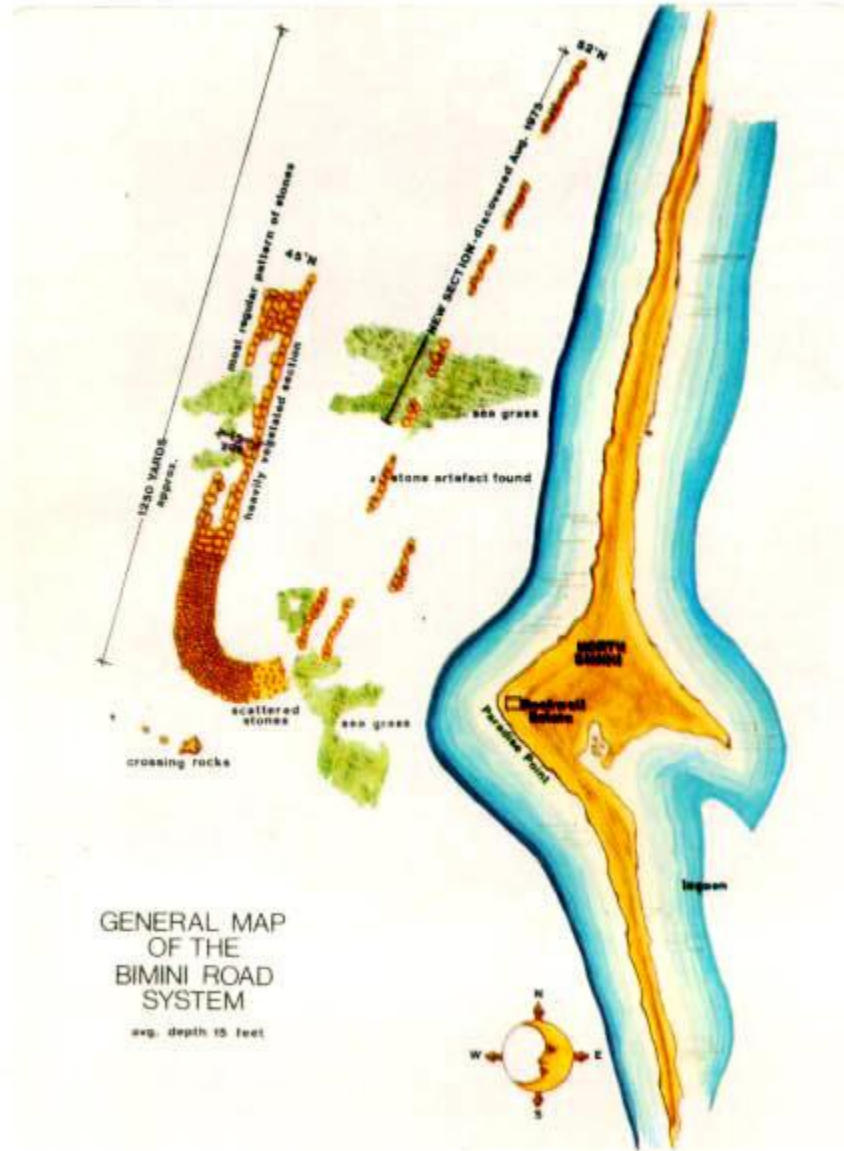 52°N
NEW SECTION-discovered Aug. 1975
most regular pattern of stones
45°N
heavily vegetated section
1250 YARDS
approx.
sea grass
stone artefact found
NORTH
BIMINI
Rockwell
Estate
Paradise Point
scattered
stones
sea grass
crossing rocks
lagoon
GENERAL MAP
OF THE
BIMINI ROAD
SYSTEM
avg. depth 15 feet
N
W
E
S